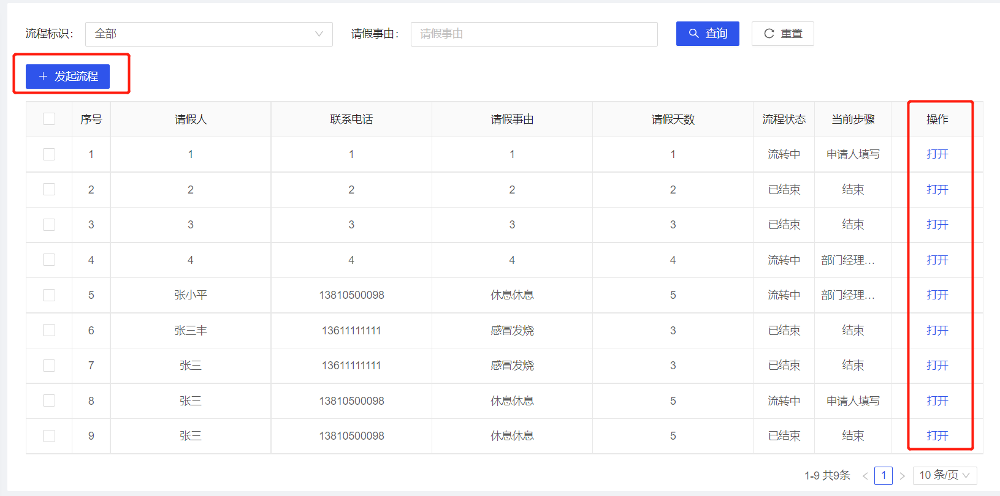 流程标识： 全部 请假事由： 请假事由 查询 重置
发起流程
序号 请假人 联系电话 请假事由 请假天数 流程状态 当前步骤 操作
1 1 1 1 1 流转中 申请人填写 打开
2 2 2 2 2 已结束 结束 打开
3 3 3 3 3 已结束 结束 打开
4 4 4 4 4 流转中 部门经理... 打开
5 张小平 13810500098 休息休息 5 流转中 部门经理... 打开
6 张三丰 13611111111 感冒发烧 3 已结束 结束 打开
7 张三 13611111111 感冒发烧 3 已结束 结束 打开
8 张三 13810500098 休息休息 5 流转中 申请人填写 打开
9 张三 13810500098 休息休息 5 已结束 结束 打开
1-9 共9条 < 1 > 10 条/页